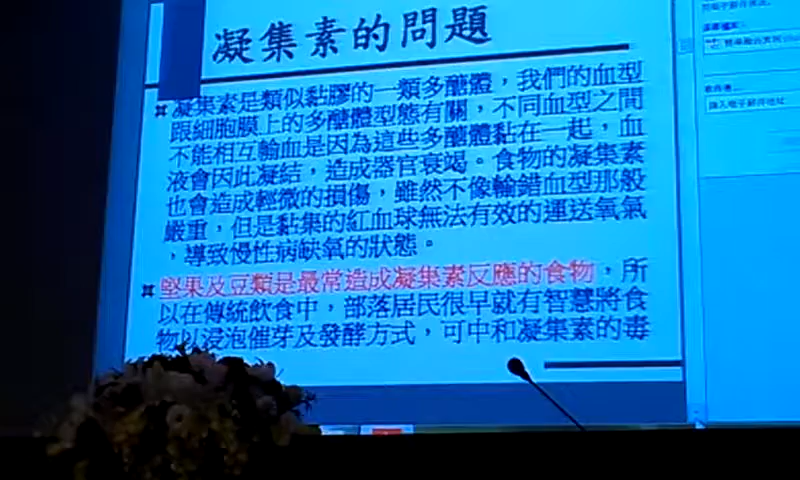 凝集素的問題
凝集素是類似黏膠的一類多醣體，我們的血型
跟細胞膜上的多醣體型態有關，不同血型之間
不能相互輸血是因為這些多醣體黏在一起，血
液會因此凝結，造成器官衰竭。食物的凝集素
也會造成輕微的損傷，雖然不像輸錯血型那般
嚴重，但是黏集的紅血球無法有效的運送氧氣
，導致慢性病缺氧的狀態。
堅果及豆類是最常造成凝集素反應的食物，所
以在傳統飲食中，部落居民很早就有智慧將食
物以浸泡催芽及發酵方式，可中和凝集素的毒